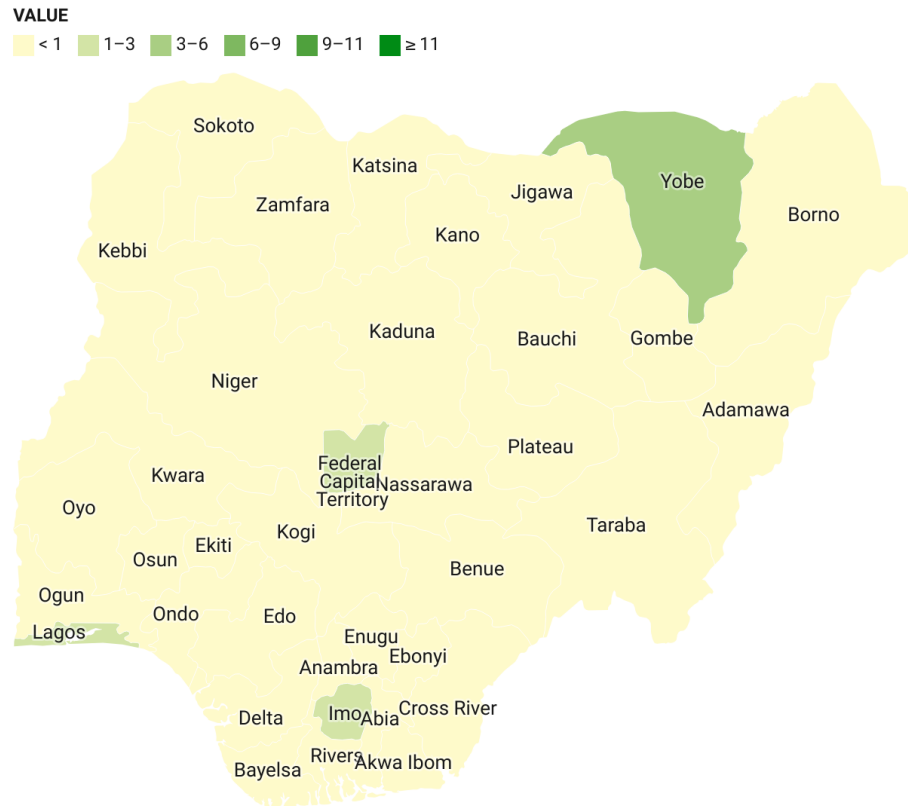 VALUE
< 1 1–3 3–6 6–9 9–11 ≥ 11
Sokoto
Katsina
Yobe
Jigawa
Zamfara
Borno
Kano
Kebbi
Kaduna
Bauchi
Gombe
Niger
Adamawa
Plateau
Federal
Capital
Territory
Nassarawa
Kwara
Oyo
Taraba
Kogi
Ekiti
Osun
Benue
Ogun
Ondo
Edo
Lagos
Enugu
Ebonyi
Anambra
Cross River
Imo
Abia
Delta
Rivers
Akwa Ibom
Bayelsa